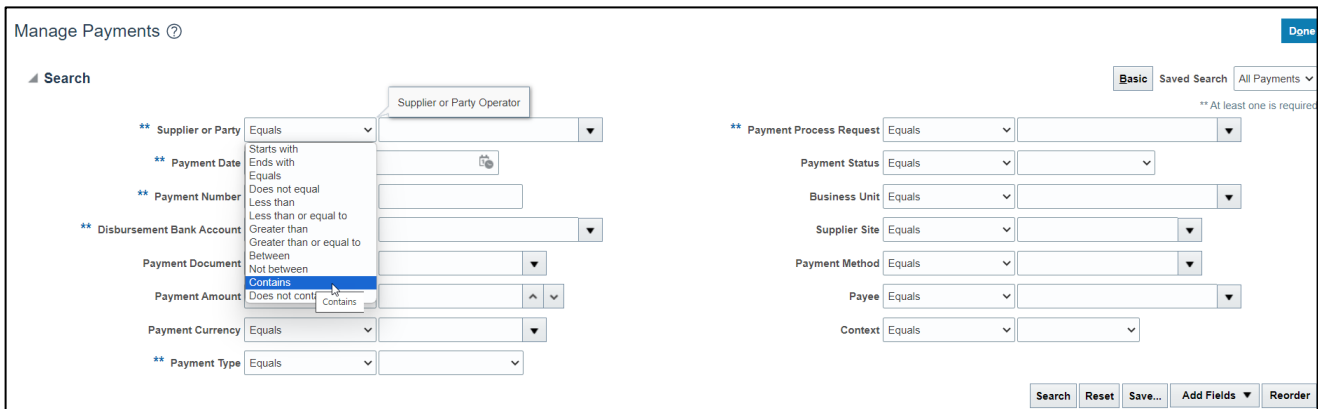 Manage Payments
Done
Search
Basic Saved Search All Payments
** At least one is required
Supplier or Party Operator
** Supplier or Party Equals
Starts with
Ends with
Equals
Does not equal
Less than
Less than or equal to
Greater than
Greater than or equal to
Between
Not between
Contains
Does not conta
Contains
** Payment Date
** Payment Number
** Disbursement Bank Account
Payment Document
Payment Amount
Payment Currency Equals
** Payment Type Equals
** Payment Process Request Equals
Payment Status Equals
Business Unit Equals
Supplier Site Equals
Payment Method Equals
Payee Equals
Context Equals
Search Reset Save... Add Fields Reorder